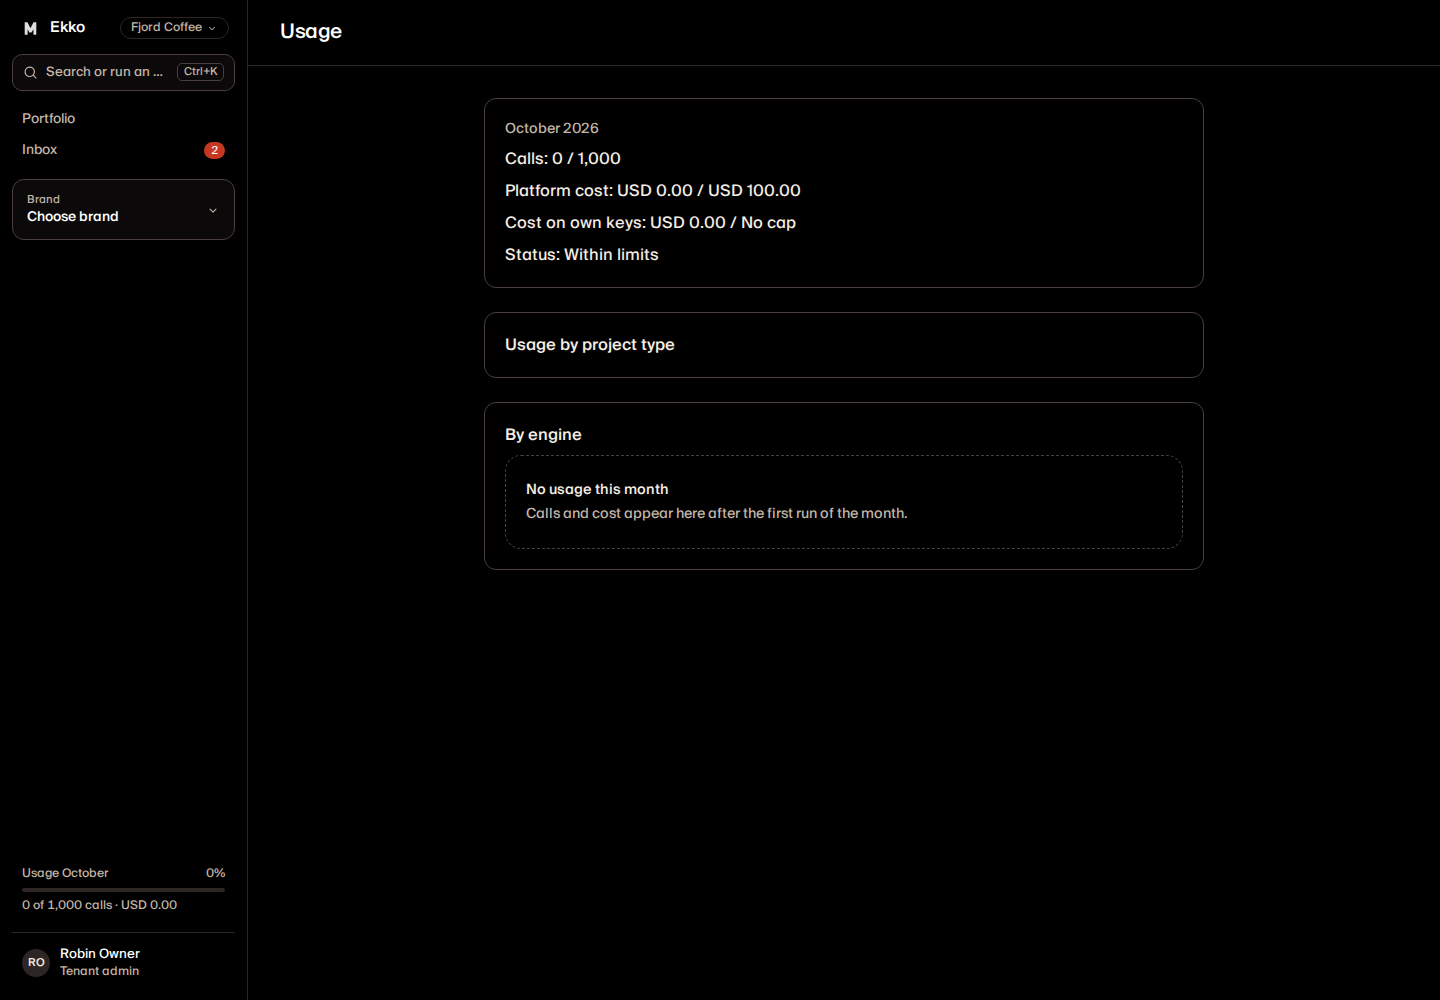 Ekko
Fjord Coffee
Search or run an ...
Ctrl+K
Portfolio
Inbox
2
Brand
Choose brand
Usage October
0%
0 of 1,000 calls · USD 0.00
RO
Robin Owner
Tenant admin
Usage
October 2026
Calls: 0 / 1,000
Platform cost: USD 0.00 / USD 100.00
Cost on own keys: USD 0.00 / No cap
Status: Within limits
Usage by project type
By engine
No usage this month
Calls and cost appear here after the first run of the month.